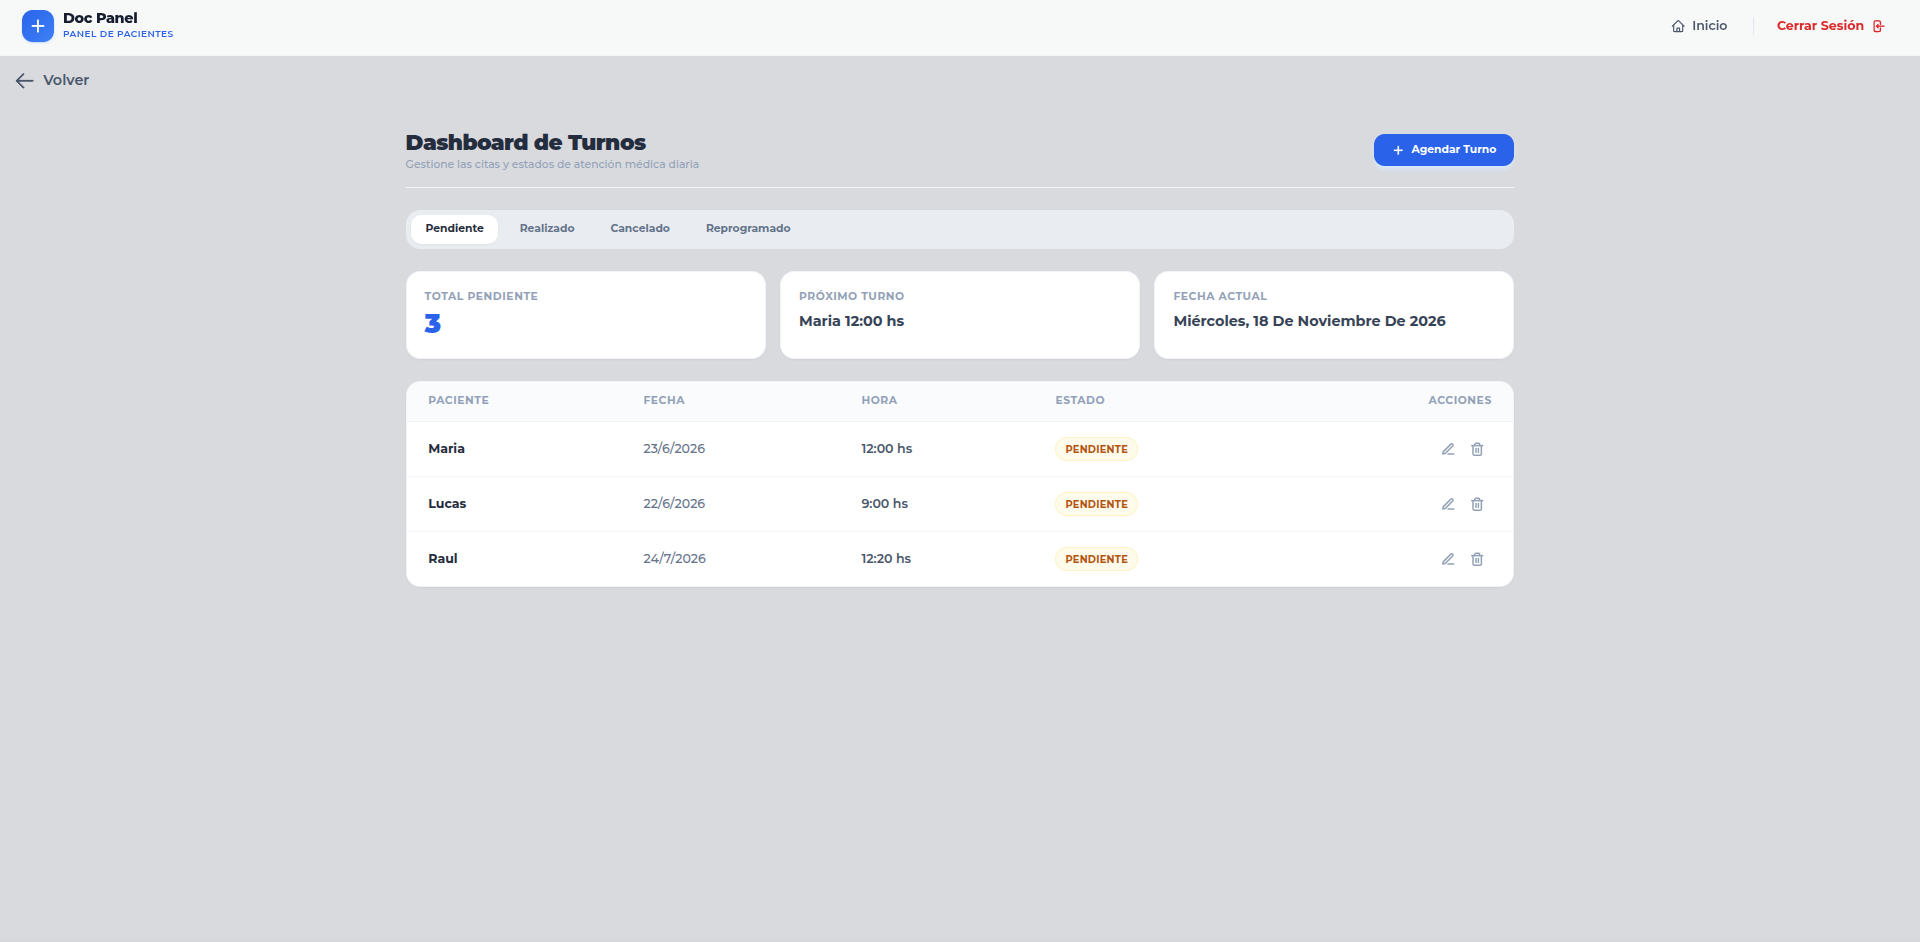 Doc Panel
PANEL DE PACIENTES
Inicio
Cerrar Sesión
Volver
Dashboard de Turnos
Gestione las citas y estados de atención médica diaria
Agendar Turno
Pendiente Realizado Cancelado Reprogramado
TOTAL PENDIENTE
3
PRÓXIMO TURNO
Maria 12:00 hs
FECHA ACTUAL
Miércoles, 18 De Noviembre De 2026
PACIENTE FECHA HORA ESTADO ACCIONES
Maria 23/6/2026 12:00 hs PENDIENTE
Lucas 22/6/2026 9:00 hs PENDIENTE
Raul 24/7/2026 12:20 hs PENDIENTE